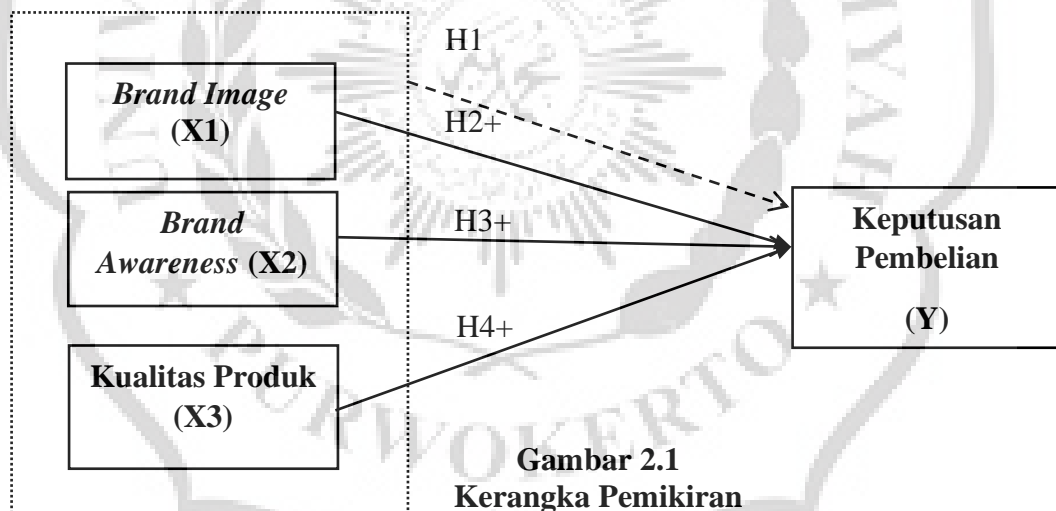 H1
Brand Image
(X1)
H2+
Brand
Awareness (X2)
H3+
Keputusan
Pembelian
(Y)
H4+
Kualitas Produk
(X3)
PURWOKERTO
Gambar 2.1
Kerangka Pemikiran